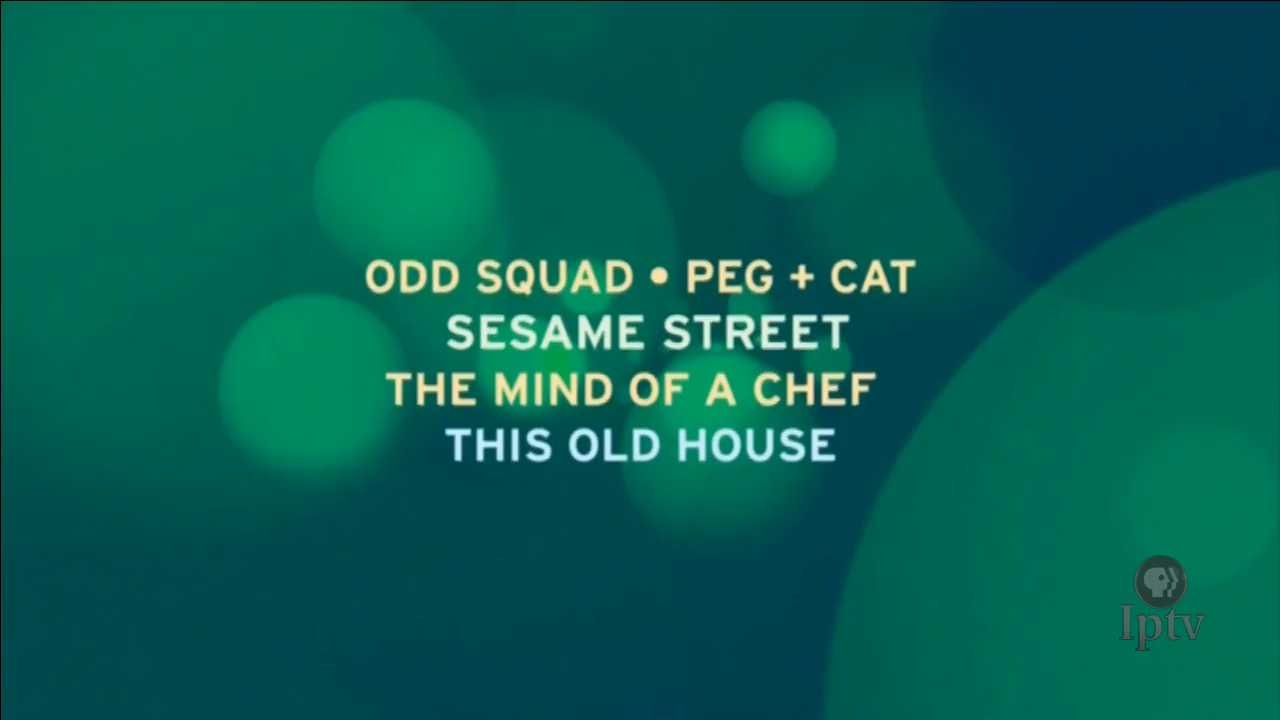 ODD SQUAD • PEG + CAT
SESAME STREET
THE MIND OF A CHEF
THIS OLD HOUSE
Iptv